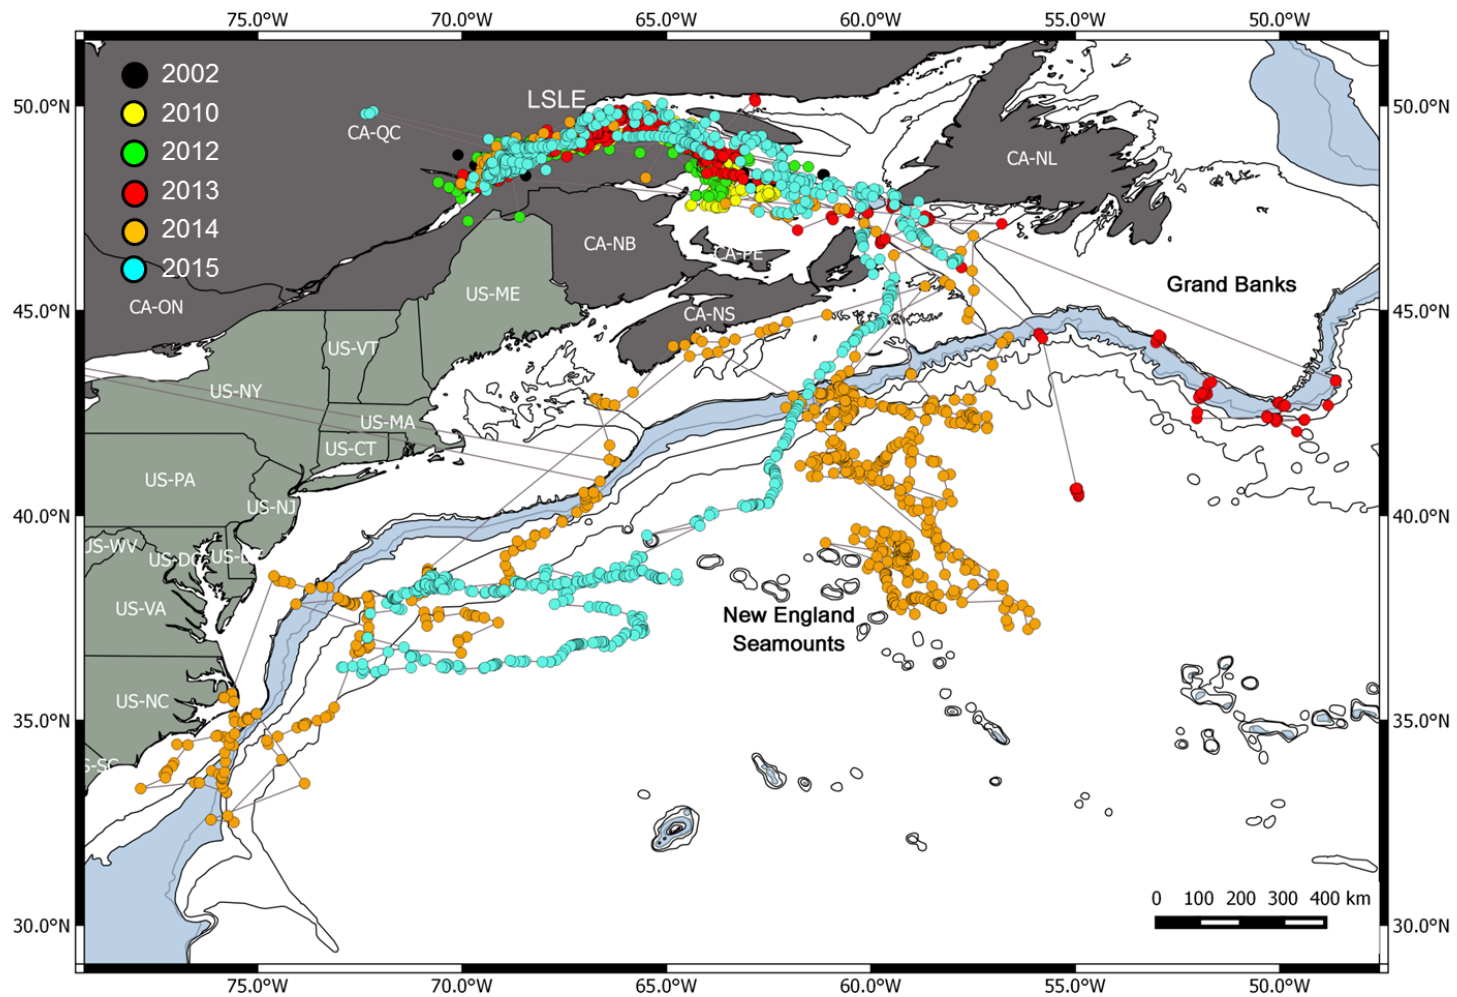 75.0°W 70.0°W 65.0°W 60.0°W 55.0°W 50.0°W
2002
2010
2012
2013
2014
2015
50.0°N
50.0°N
LSLE
CA-QC
CA-NL
CA-NB
CA-PE
Grand Banks
US-ME
CA-ON
CA-NS
45.0°N
45.0°N
US-VT
US-NY
US-MA
US-CT
US-PA
US-NJ
40.0°N
40.0°N
US-WV
US-DC
US-VA
New England
Seamounts
US-NC
35.0°N
35.0°N
S-SC
0 100 200 300 400 km
30.0°N
30.0°N
75.0°W 70.0°W 65.0°W 60.0°W 55.0°W 50.0°W